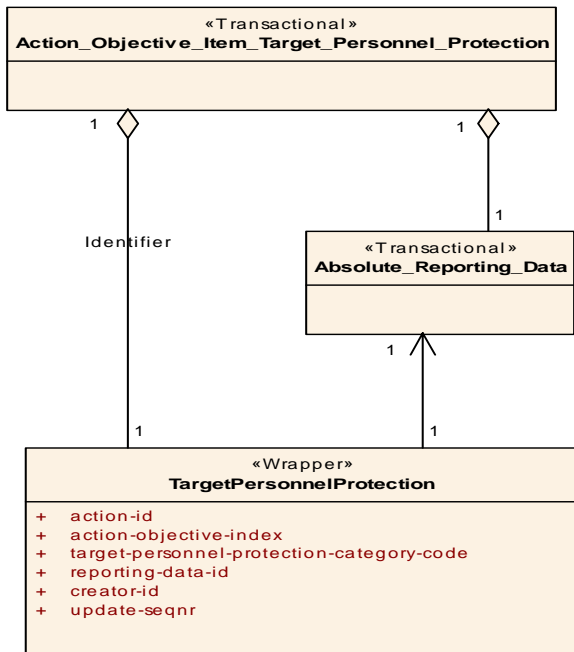 «Transactional»
Action_Objective_Item_Target_Personnel_Protection
1
1
Identifier
1
«Transactional»
Absolute_Reporting_Data
1
1
1
«Wrapper»
TargetPersonnelProtection
+ action-id
+ action-objective-index
+ target-personnel-protection-category-code
+ reporting-data-id
+ creator-id
+ update-seqnr